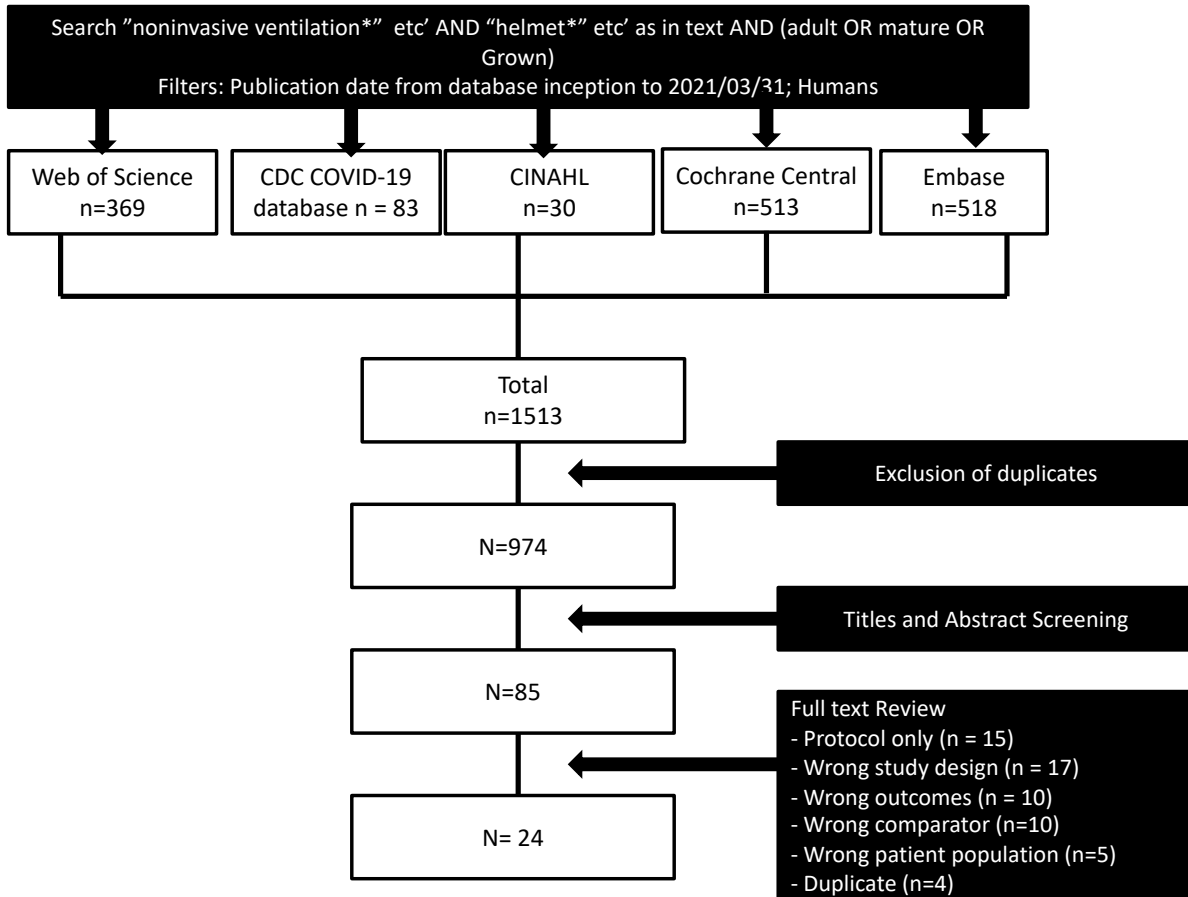 Search ”noninvasive ventilation*” etc’ AND “helmet*” etc’ as in text AND (adult OR mature OR
Grown)
Filters: Publication date from database inception to 2021/03/31; Humans
Web of Science
n=369
CDC COVID-19
database n = 83
CINAHL
n=30
Cochrane Central
n=513
Embase
n=518
Total
n=1513
Exclusion of duplicates
N=974
Titles and Abstract Screening
N=85
Full text Review
- Protocol only (n = 15)
- Wrong study design (n = 17)
- Wrong outcomes (n = 10)
- Wrong comparator (n=10)
- Wrong patient population (n=5)
- Duplicate (n=4)
N= 24